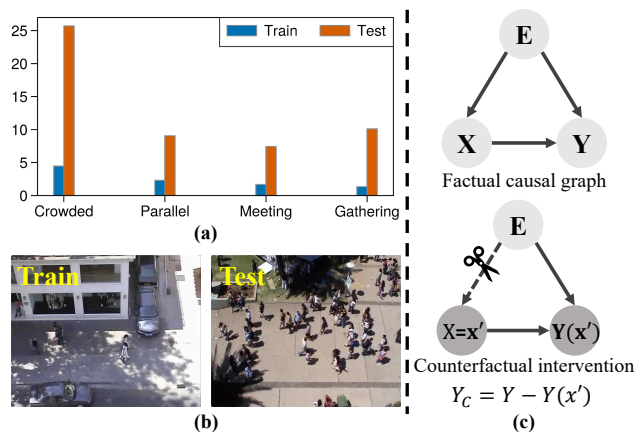 25
20
15
10
5
0
Train
Test
Crowded
Parallel
Meeting
Gathering
(a)
Train
Test
(b)
E
X
Y
Factual causal graph
E
X=x′
Y(x′)
Counterfactual intervention
Y_C = Y − Y(x′)
(c)